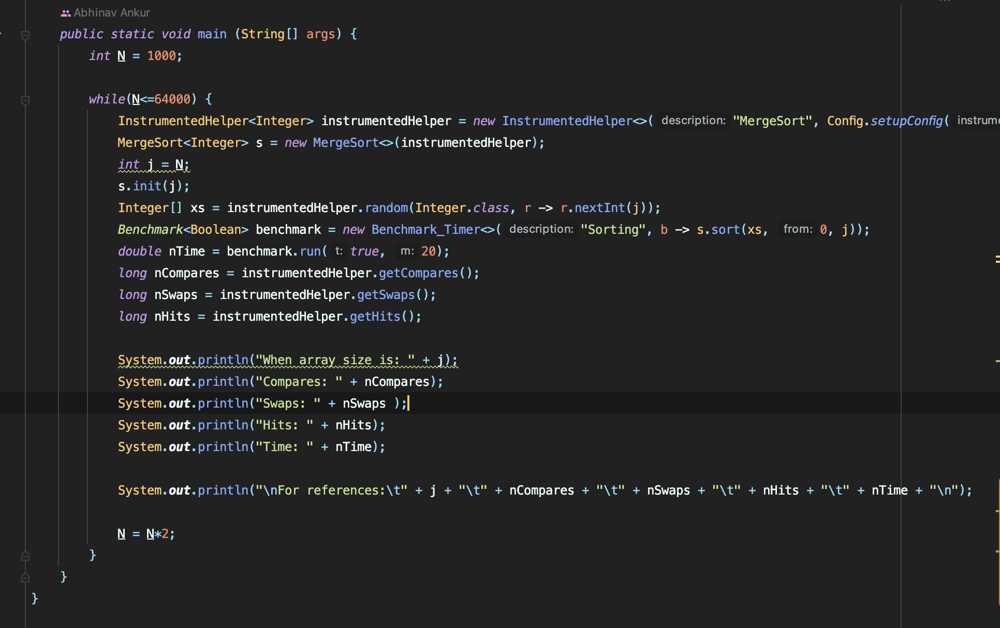 Abhinav Ankur
public static void main (String[] args) {
int N = 1000;
while(N<=64000) {
InstrumentedHelper<Integer> instrumentedHelper = new InstrumentedHelper<>( description: "MergeSort", Config.setupConfig(
MergeSort<Integer> s = new MergeSort<>(instrumentedHelper);
int j = N;
s.init(j);
Integer[] xs = instrumentedHelper.random(Integer.class, r -> r.nextInt(j));
Benchmark<Boolean> benchmark = new Benchmark_Timer<>( description: "Sorting", b -> s.sort(xs, from: 0, j));
double nTime = benchmark.run( t: true, m: 20);
long nCompares = instrumentedHelper.getCompares();
long nSwaps = instrumentedHelper.getSwaps();
long nHits = instrumentedHelper.getHits();
System.out.println("When array size is: " + j);
System.out.println("Compares: " + nCompares);
System.out.println("Swaps: " + nSwaps );
System.out.println("Hits: " + nHits);
System.out.println("Time: " + nTime);
System.out.println("\nFor references:\t" + j + "\t" + nCompares + "\t" + nSwaps + "\t" + nHits + "\t" + nTime + "\n");
N = N*2;
}
}
}